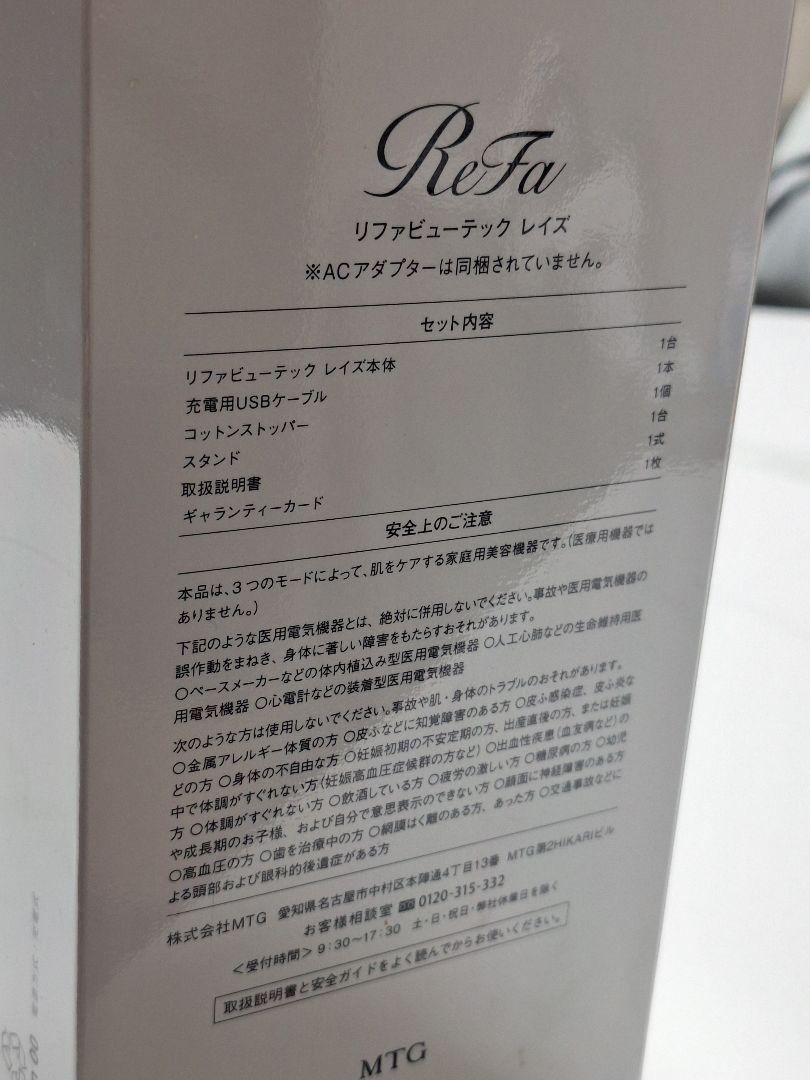 ReFa
リファビューテック レイズ
※ACアダプターは同梱されていません。
セット内容
リファビューテック レイズ本体 1台
充電用USBケーブル 1本
コットンストッパー 1個
スタンド 1台
取扱説明書 1式
ギャランティーカード 1枚
安全上のご注意
本品は、3つのモードによって、肌をケアする家庭用美容機器です。(医療用機器では
ありません。)
下記のような医用電気機器とは、絶対に併用しないでください。事故や医用電気機器の
誤作動をまねき、身体に著しい障害をもたらすおそれがあります。
○ペースメーカーなどの体内植込み型医用電気機器 ○人工心肺などの生命維持用医
用電気機器 ○心電計などの装着型医用電気機器
次のような方は使用しないでください。事故や肌・身体のトラブルのおそれがあります。
○金属アレルギー体質の方 ○皮ふなどに知覚障害のある方 ○皮ふ感染症、皮ふ炎な
どの方 ○身体の不自由な方 ○妊娠初期の不安定期の方、出産直後の方、または妊娠
中で体調がすぐれない方(妊娠高血圧症候群の方など) ○出血性疾患(血友病など)の
方 ○体調がすぐれない方 ○飲酒している方 ○疲労の激しい方 ○糖尿病の方 ○幼児
や成長期のお子様、および自分で意思表示のできない方 ○顔面に神経障害のある方
○高血圧の方 ○歯を治療中の方 ○網膜はく離のある方、あった方 ○交通事故などに
よる頭部および眼科的後遺症がある方
株式会社MTG 愛知県名古屋市中村区本陣通4丁目13番 MTG第2HIKARIビル
お客様相談室 0120-315-332
<受付時間> 9:30~17:30 土・日・祝日・弊社休業日を除く
取扱説明書と安全ガイドをよく読んでからお使いください。
MTG